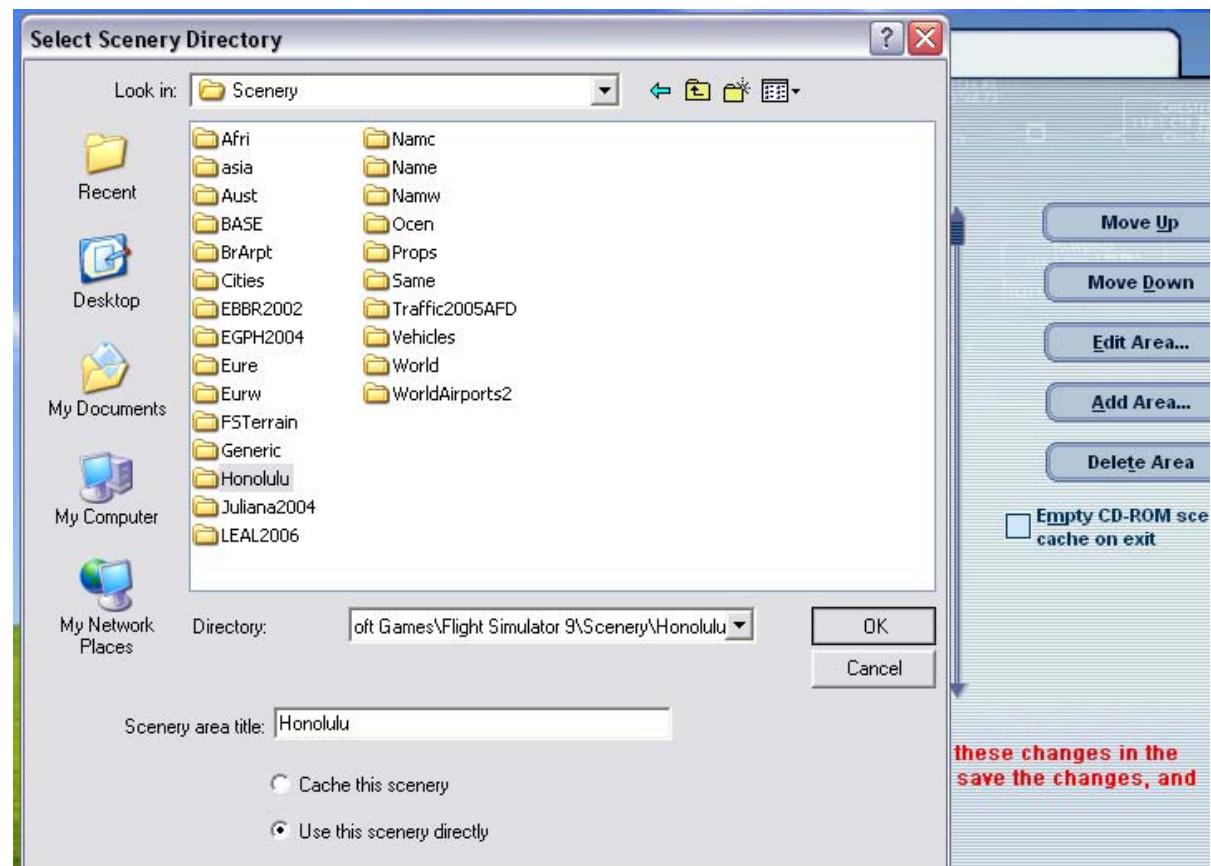 Select Scenery Directory
Look in: Scenery
Recent
Desktop
My Documents
My Computer
My Network
Places
Afri
asia
Aust
BASE
BrArpt
Cities
EBBR2002
EGPH2004
Eure
Eurw
FSTerrain
Generic
Honolulu
Juliana2004
LEAL2006
Namc
Name
Namw
Ocen
Props
Same
Traffic2005AFD
Vehicles
World
WorldAirports2
Directory: oft Games\Flight Simulator 9\Scenery\Honolulu
OK
Cancel
Scenery area title: Honolulu
Cache this scenery
Use this scenery directly
Move Up
Move Down
Edit Area...
Add Area...
Delete Area
Empty CD-ROM sce
cache on exit
these changes in the
save the changes, and